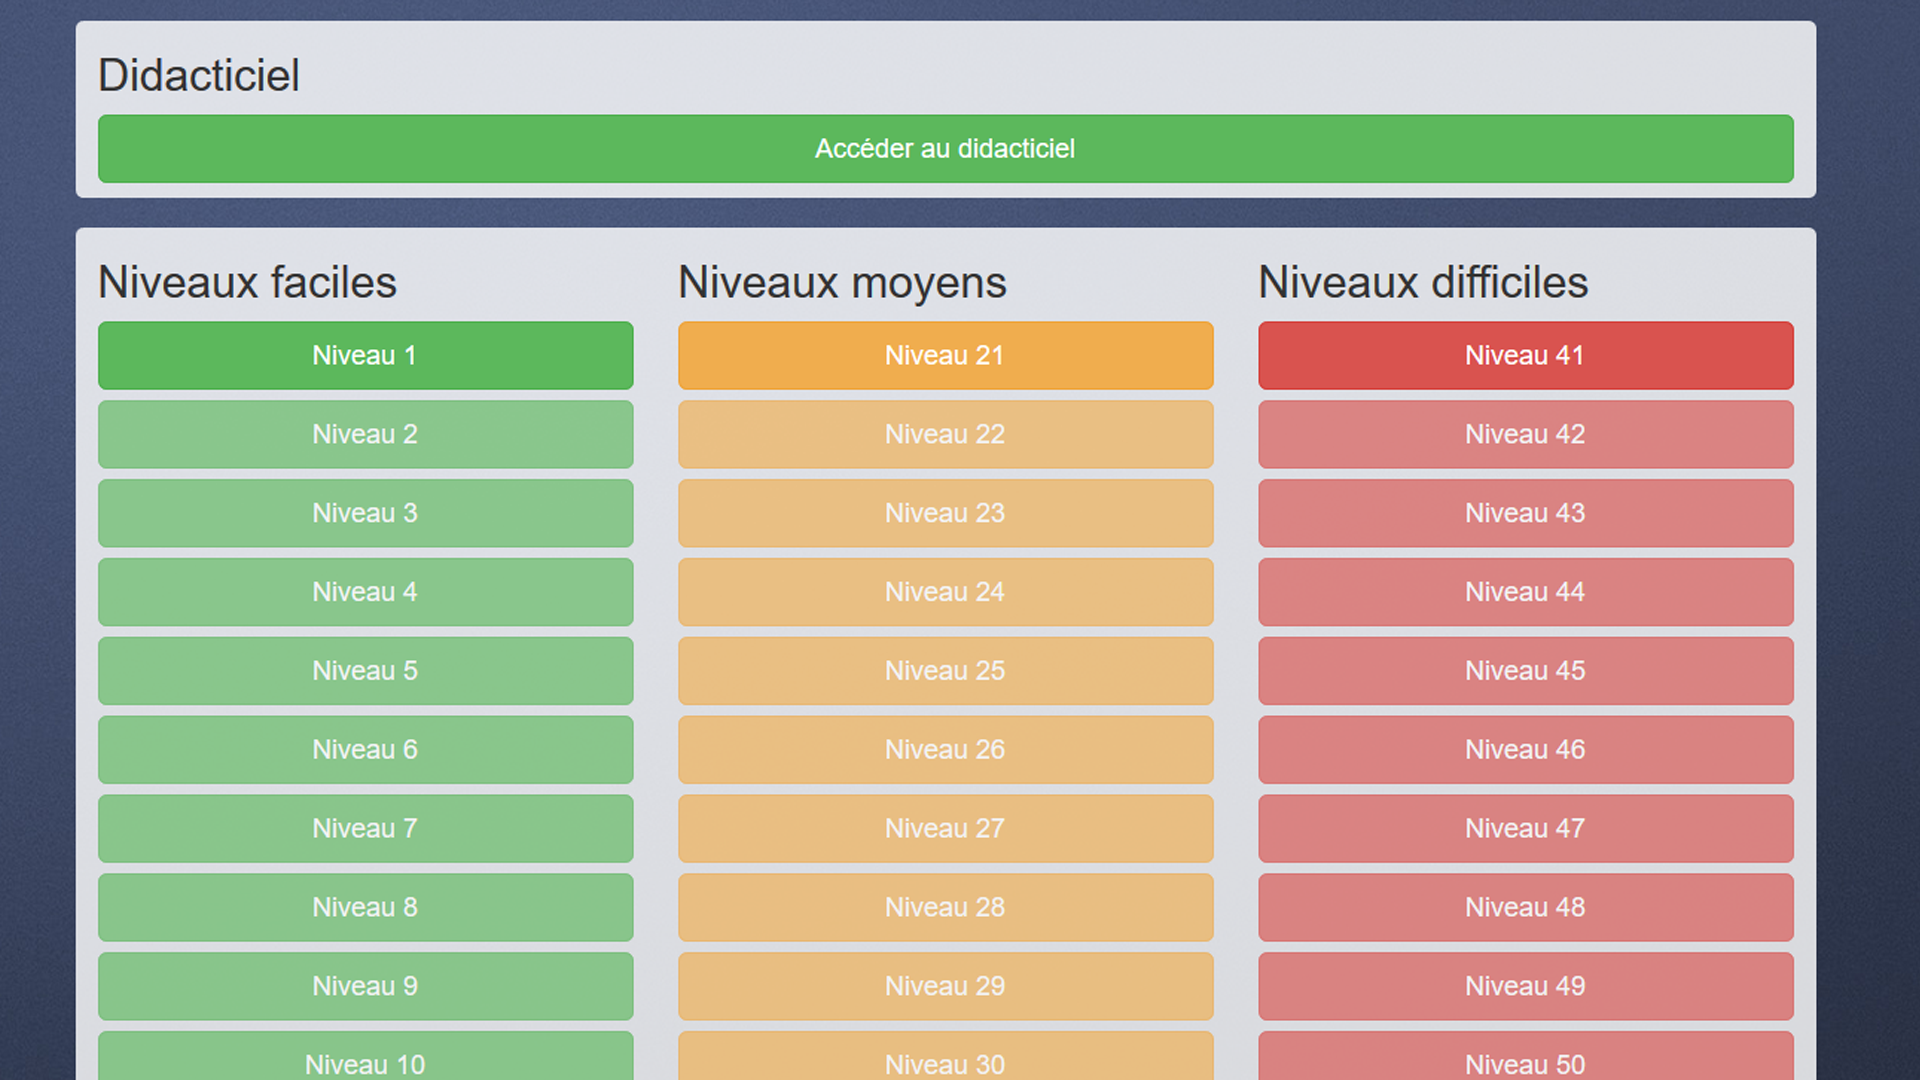 Didacticiel
Accéder au didacticiel
Niveaux faciles
Niveau 1
Niveau 2
Niveau 3
Niveau 4
Niveau 5
Niveau 6
Niveau 7
Niveau 8
Niveau 9
Niveau 10
Niveaux moyens
Niveau 21
Niveau 22
Niveau 23
Niveau 24
Niveau 25
Niveau 26
Niveau 27
Niveau 28
Niveau 29
Niveau 30
Niveaux difficiles
Niveau 41
Niveau 42
Niveau 43
Niveau 44
Niveau 45
Niveau 46
Niveau 47
Niveau 48
Niveau 49
Niveau 50